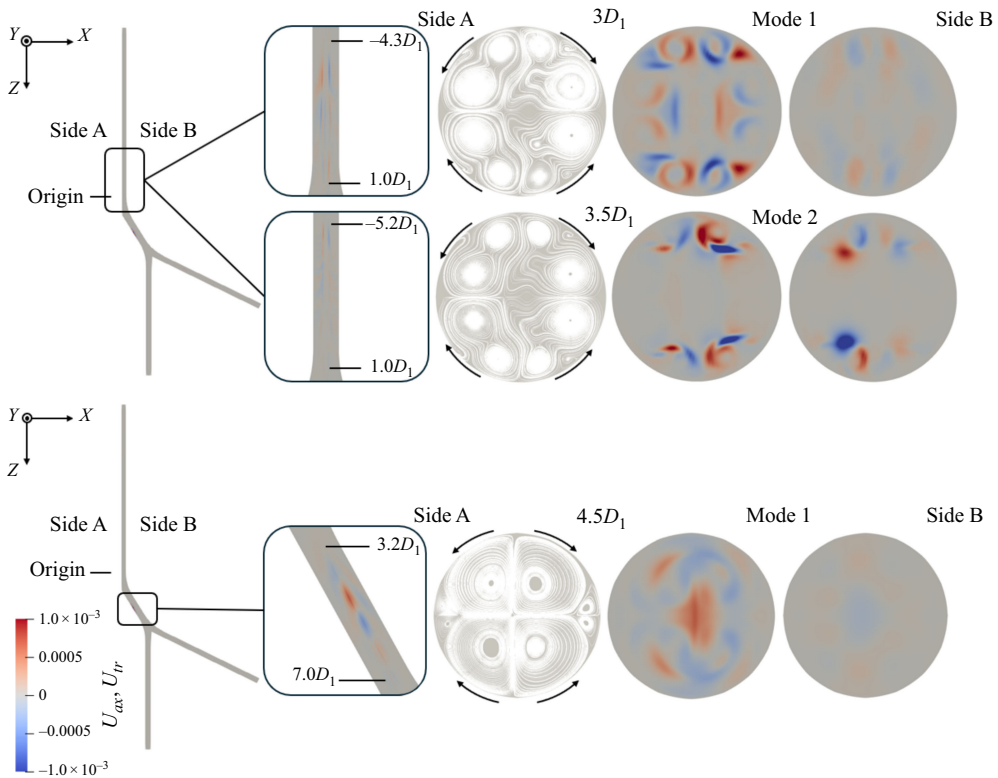 Side A 3D₁ Mode 1 Side B
Y X
Z
−4.3D₁
1.0D₁
Side A Side B
Origin
3.5D₁ Mode 2
−5.2D₁
1.0D₁
Y X
Z
Side A Side B
Side A 4.5D₁ Mode 1 Side B
Origin
3.2D₁
7.0D₁
1.0 × 10⁻³
0.0005
0
−0.0005
−1.0 × 10⁻³
U_ax, U_tr